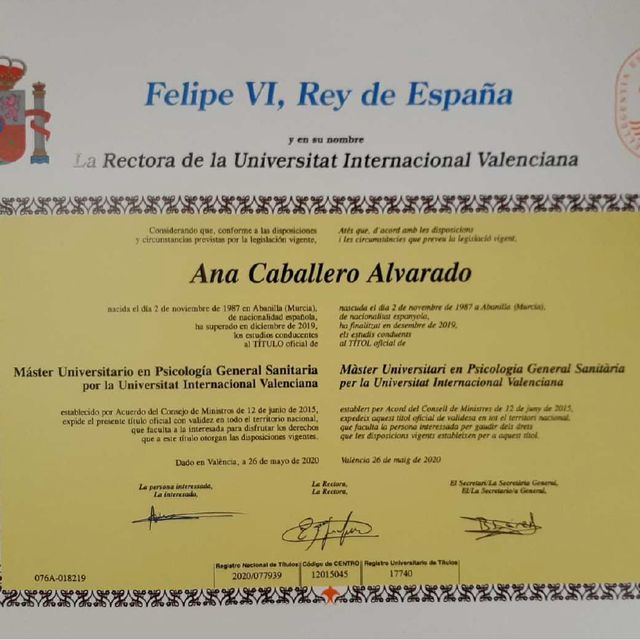 Felipe VI, Rey de España
y en su nombre
La Rectora de la Universitat Internacional Valenciana
Considerando que, conforme a las disposiciones
y circunstancias previstas por la legislación vigente,
Atés que, d'acord amb les disposicions
i les circumstàncies que preveu la legislació vigent,
Ana Caballero Alvarado
nacida el día 2 de noviembre de 1987 en Abanilla (Murcia),
de nacionalidad española,
ha superado en diciembre de 2019,
los estudios conducentes
al TÍTULO oficial de
nascuda el dia 2 de novembre de 1987 a Abanilla (Murcia),
de nacionalitat espanyola,
ha finalitzat en desembre de 2019,
els estudis conduents
al TÍTOL oficial de
Máster Universitario en Psicología General Sanitaria
por la Universitat Internacional Valenciana
Màster Universitari en Psicologia General Sanitària
per la Universitat Internacional Valenciana
establecido por Acuerdo del Consejo de Ministros de 12 de junio de 2015,
expide el presente título oficial con validez en todo el territorio nacional,
que faculta a la interesada para disfrutar los derechos
que a este título otorgan las disposiciones vigentes.
establert per Acord del Consell de Ministres de 12 de juny de 2015,
expedeix aquest títol oficial de validesa en tot el territori nacional,
que faculta la persona interessada per gaudir dels drets
que les disposicions vigents estableixen per a aquest títol.
Dado en València, a 26 de mayo de 2020
València 26 de maig de 2020
La persona interessada,
La interesada,
La Rectora,
La Rectora,
El Secretari/La Secretària General,
El/La Secretario/a General,
076A-018219
Registro Nacional de Títulos
2020/077939
Código de CENTRO
12015045
Registro Universitario de Títulos
17740